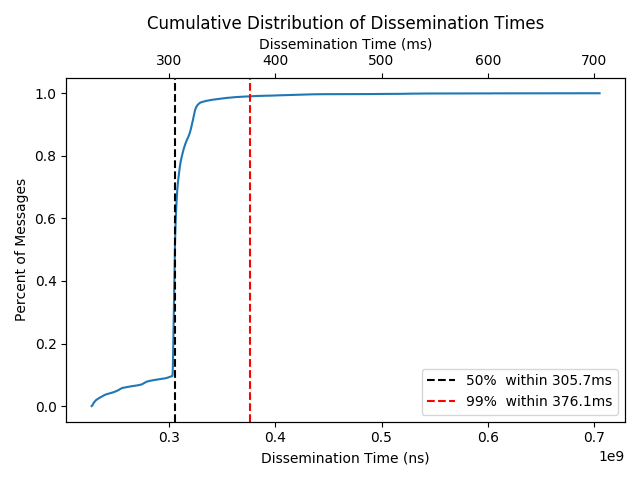 Cumulative Distribution of Dissemination Times
Dissemination Time (ms)
300 400 500 600 700
1.0
0.8
0.6
0.4
0.2
0.0
Percent of Messages
50%  within 305.7ms
99%  within 376.1ms
0.3 0.4 0.5 0.6 0.7
1e9
Dissemination Time (ns)